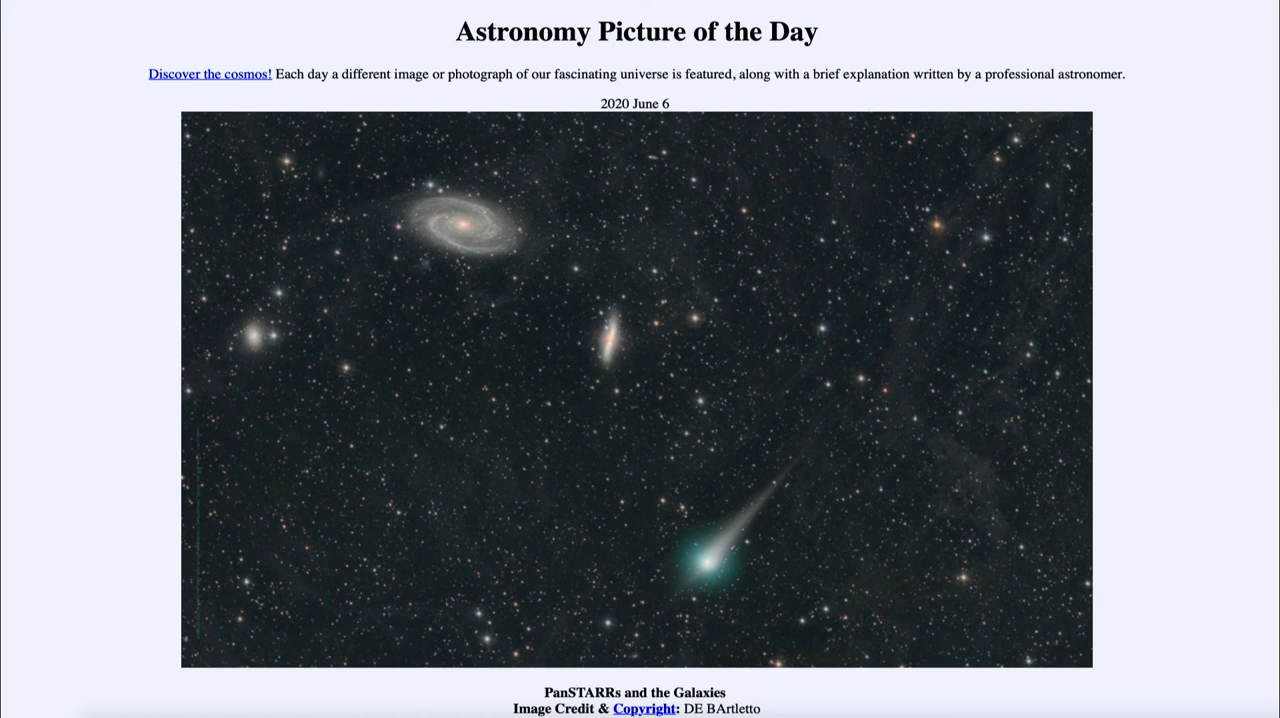 Astronomy Picture of the Day
Discover the cosmos! Each day a different image or photograph of our fascinating universe is featured, along with a brief explanation written by a professional astronomer.
2020 June 6
PanSTARRs and the Galaxies
Image Credit & Copyright: DE BArtletto